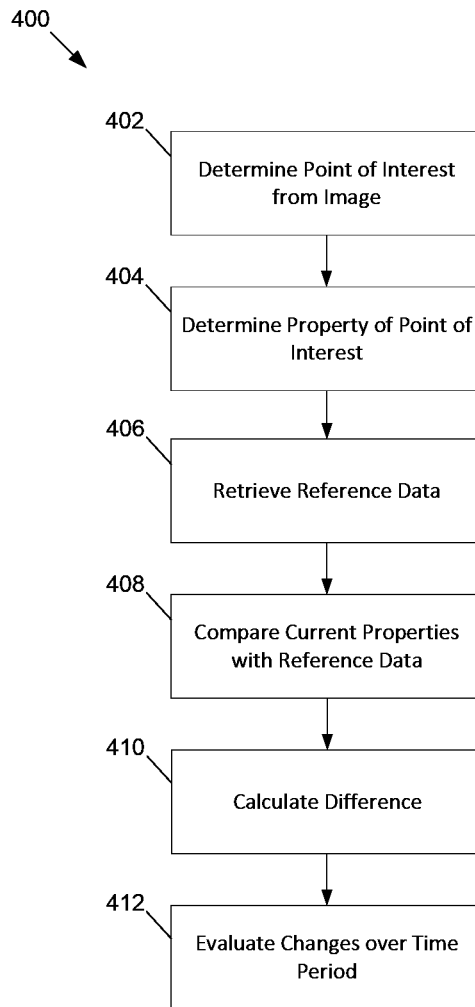 400
402
Determine Point of Interest
from Image
404
Determine Property of Point of
Interest
406
Retrieve Reference Data
408
Compare Current Properties
with Reference Data
410
Calculate Difference
412
Evaluate Changes over Time
Period